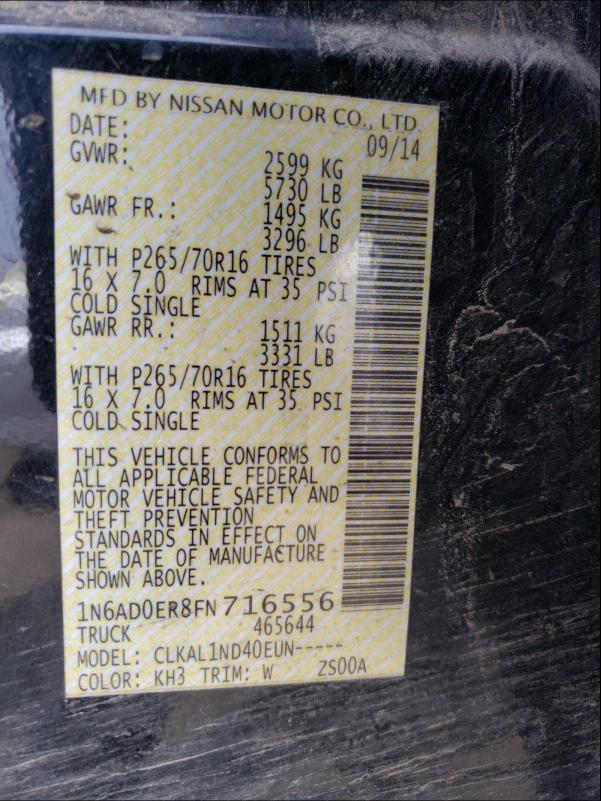 MFD BY NISSAN MOTOR CO., LTD.
DATE: 09/14
GVWR: 2599 KG
5730 LB
GAWR FR.: 1495 KG
3296 LB
WITH P265/70R16 TIRES
16 X 7.0 RIMS AT 35 PSI
COLD SINGLE
GAWR RR.: 1511 KG
3331 LB
WITH P265/70R16 TIRES
16 X 7.0 RIMS AT 35 PSI
COLD SINGLE
THIS VEHICLE CONFORMS TO
ALL APPLICABLE FEDERAL
MOTOR VEHICLE SAFETY AND
THEFT PREVENTION
STANDARDS IN EFFECT ON
THE DATE OF MANUFACTURE
SHOWN ABOVE.
1N6AD0ER8FN716556
TRUCK 465644
MODEL: CLKAL1ND40EUN-----
COLOR: KH3 TRIM: W ZS00A